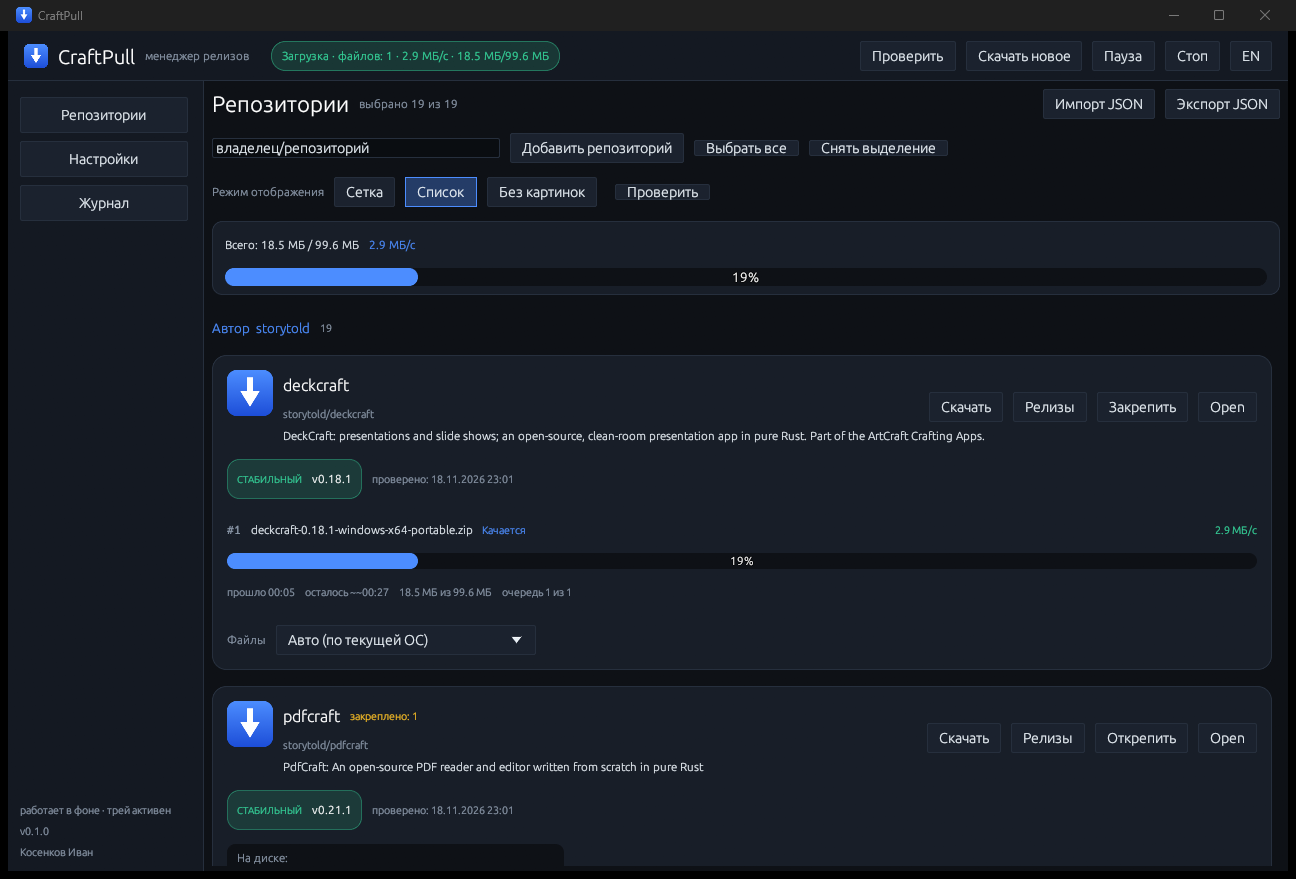 CraftPull
CraftPull менеджер релизов Загрузка · файлов: 1 · 2.9 МБ/с · 18.5 МБ/99.6 МБ Проверить Скачать новое Пауза Стоп EN
Репозитории
Настройки
Журнал
Репозитории выбрано 19 из 19 Импорт JSON Экспорт JSON
владелец/репозиторий Добавить репозиторий Выбрать все Снять выделение
Режим отображения Сетка Список Без картинок Проверить
Всего: 18.5 МБ / 99.6 МБ 2.9 МБ/с
19%
Автор storytold 19
deckcraft
storytold/deckcraft
Скачать Релизы Закрепить Open
DeckCraft: presentations and slide shows; an open-source, clean-room presentation app in pure Rust. Part of the ArtCraft Crafting Apps.
СТАБИЛЬНЫЙ v0.18.1 проверено: 18.11.2026 23:01
#1 deckcraft-0.18.1-windows-x64-portable.zip Качается 2.9 МБ/с
19%
прошло 00:05 осталось ~~00:27 18.5 МБ из 99.6 МБ очередь 1 из 1
Файлы Авто (по текущей ОС)
pdfcraft закреплено: 1
storytold/pdfcraft
Скачать Релизы Открепить Open
PdfCraft: An open-source PDF reader and editor written from scratch in pure Rust
СТАБИЛЬНЫЙ v0.21.1 проверено: 18.11.2026 23:01
На диске:
работает в фоне · трей активен
v0.1.0
Косенков Иван